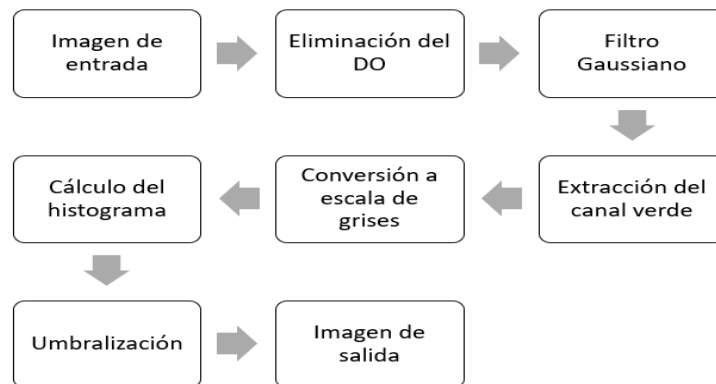 Imagen de
entrada
Eliminación del
DO
Filtro
Gaussiano
Extracción del
canal verde
Conversión a
escala de
grises
Cálculo del
histograma
Umbralización
Imagen de
salida